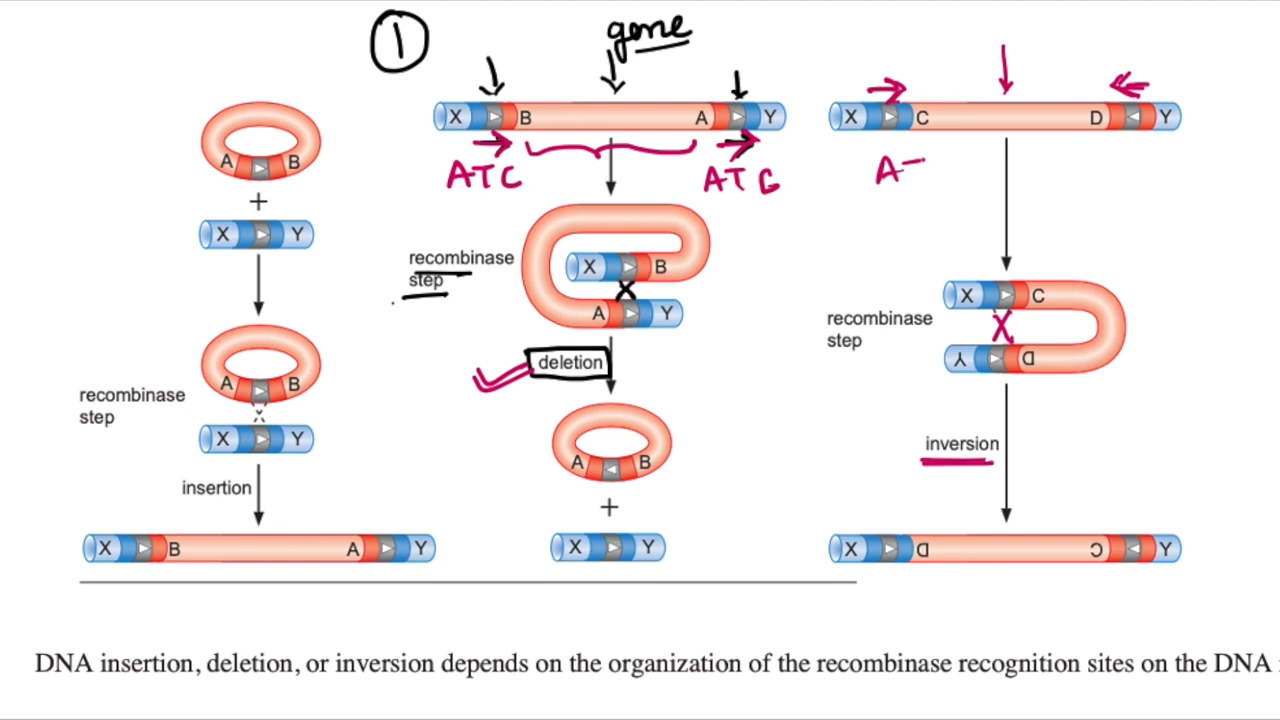 1
gene
X B A Y
X C D Y
A B
ATC
ATG
A
+
X Y
recombinase
step
X B
A Y
X C
Y D
recombinase
step
deletion
A B
recombinase
step
X Y
inversion
A B
insertion
+
X B A Y
X Y
X D C Y
DNA insertion, deletion, or inversion depends on the organization of the recombinase recognition sites on the DNA